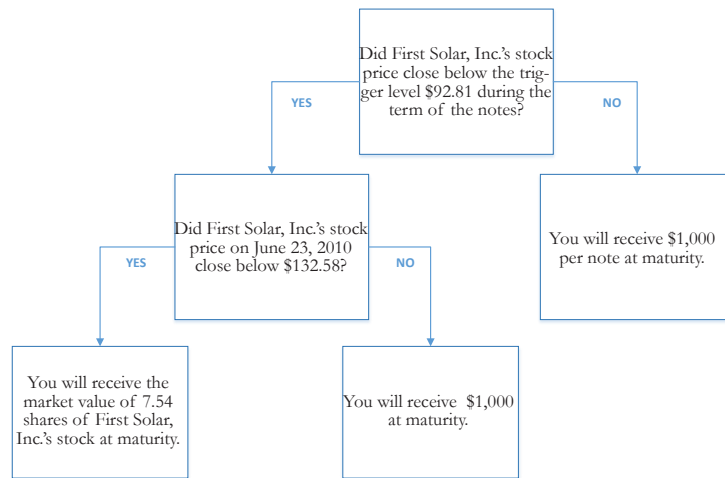 Did First Solar, Inc.'s stock
price close below the trig-
ger level $92.81 during the
term of the notes?
YES
NO
Did First Solar, Inc.'s stock
price on June 23, 2010
close below $132.58?
You will receive $1,000
per note at maturity.
YES
NO
You will receive the
market value of 7.54
shares of First Solar,
Inc.'s stock at maturity.
You will receive $1,000
at maturity.